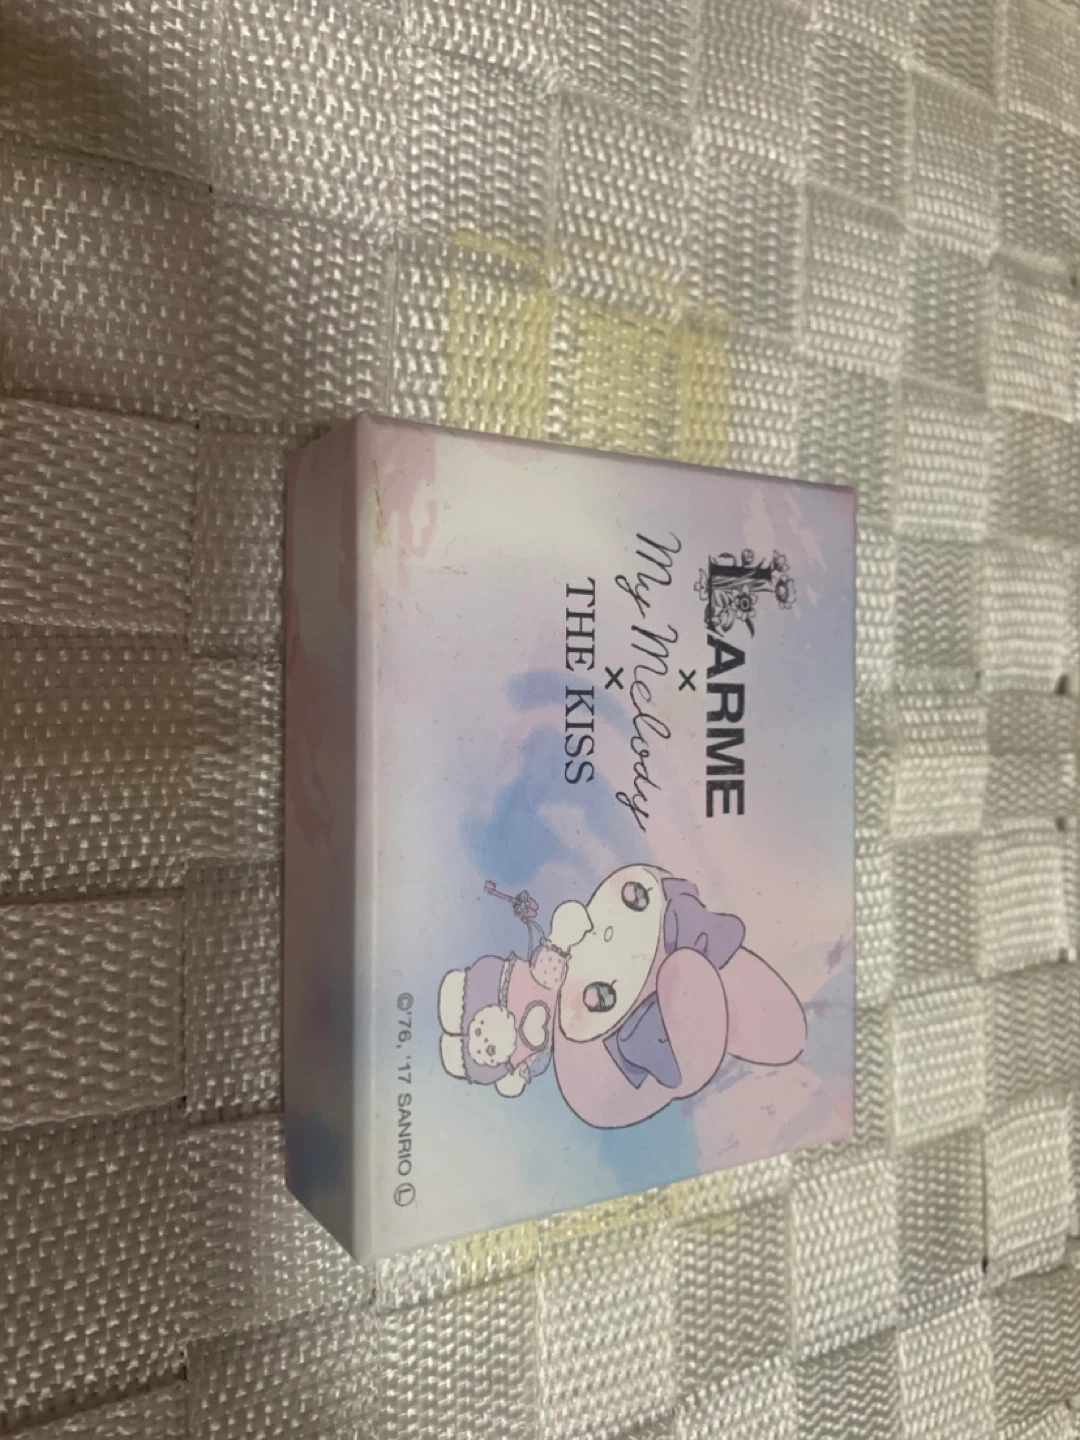 LARME
×
My Melody
×
THE KISS
©'76, '17 SANRIO Ⓛ